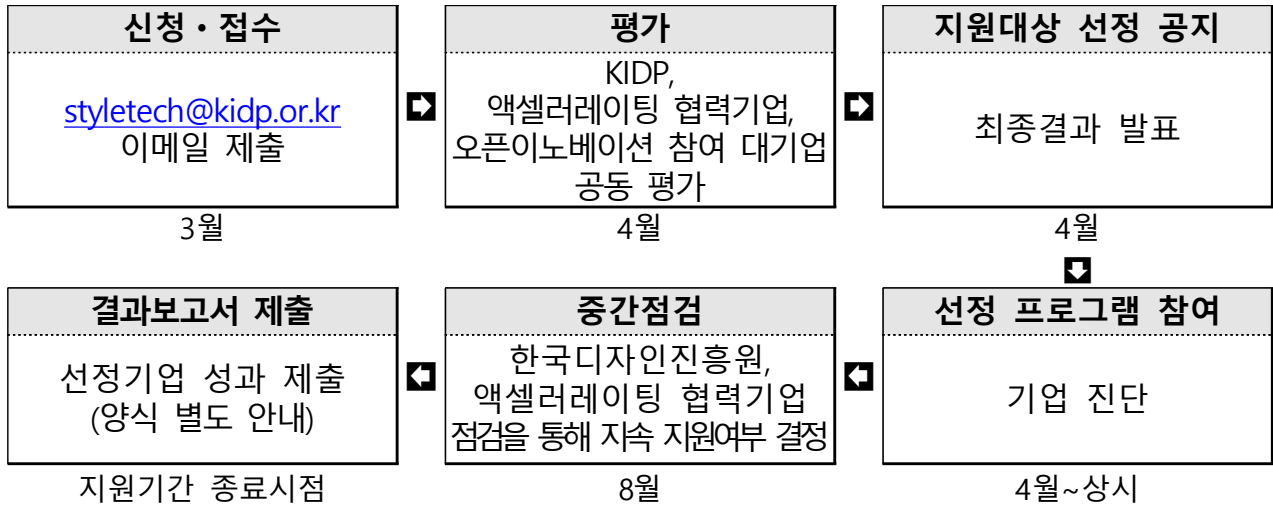 신청·접수
styletech@kidp.or.kr
이메일 제출
3월
평가
KIDP,
액셀러레이팅 협력기업,
오픈이노베이션 참여 대기업
공동 평가
4월
지원대상 선정 공지
최종결과 발표
4월
선정 프로그램 참여
기업 진단
4월~상시
중간점검
한국디자인진흥원,
액셀러레이팅 협력기업
점검을 통해 지속 지원여부 결정
8월
결과보고서 제출
선정기업 성과 제출
(양식 별도 안내)
지원기간 종료시점